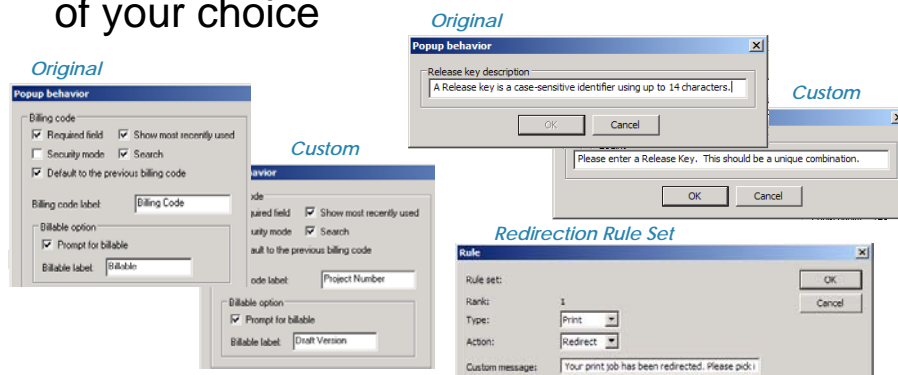 of your choice
Original
Popup behavior
Release key description
A Release key is a case-sensitive identifier using up to 14 characters.
OK Cancel
Original
Popup behavior
Billing code
Required field Show most recently used
Security mode Search
Default to the previous billing code
Billing code label: Billing Code
Billable option
Prompt for billable
Billable label: Billable
Custom
avior
ode
quired field Show most recently used
urity mode Search
ault to the previous billing code
ode label: Project Number
Billable option
Prompt for billable
Billable label: Draft Version
Custom
Please enter a Release Key. This should be a unique combination.
OK Cancel
Redirection Rule Set
Rule
Rule set: OK
Rank: 1 Cancel
Type: Print
Action: Redirect
Custom message: Your print job has been redirected. Please pick